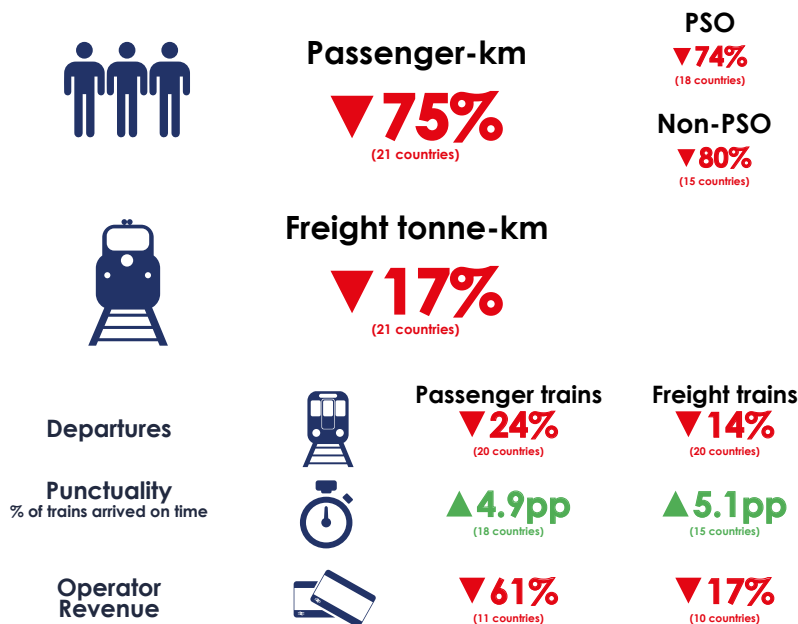 Passenger-km
▼75%
(21 countries)
PSO
▼74%
(18 countries)
Non-PSO
▼80%
(15 countries)
Freight tonne-km
▼17%
(21 countries)
Passenger trains
Freight trains
Departures
▼24%
(20 countries)
▼14%
(20 countries)
Punctuality
% of trains arrived on time
▲4.9pp
(18 countries)
▲5.1pp
(15 countries)
Operator
Revenue
▼61%
(11 countries)
▼17%
(10 countries)